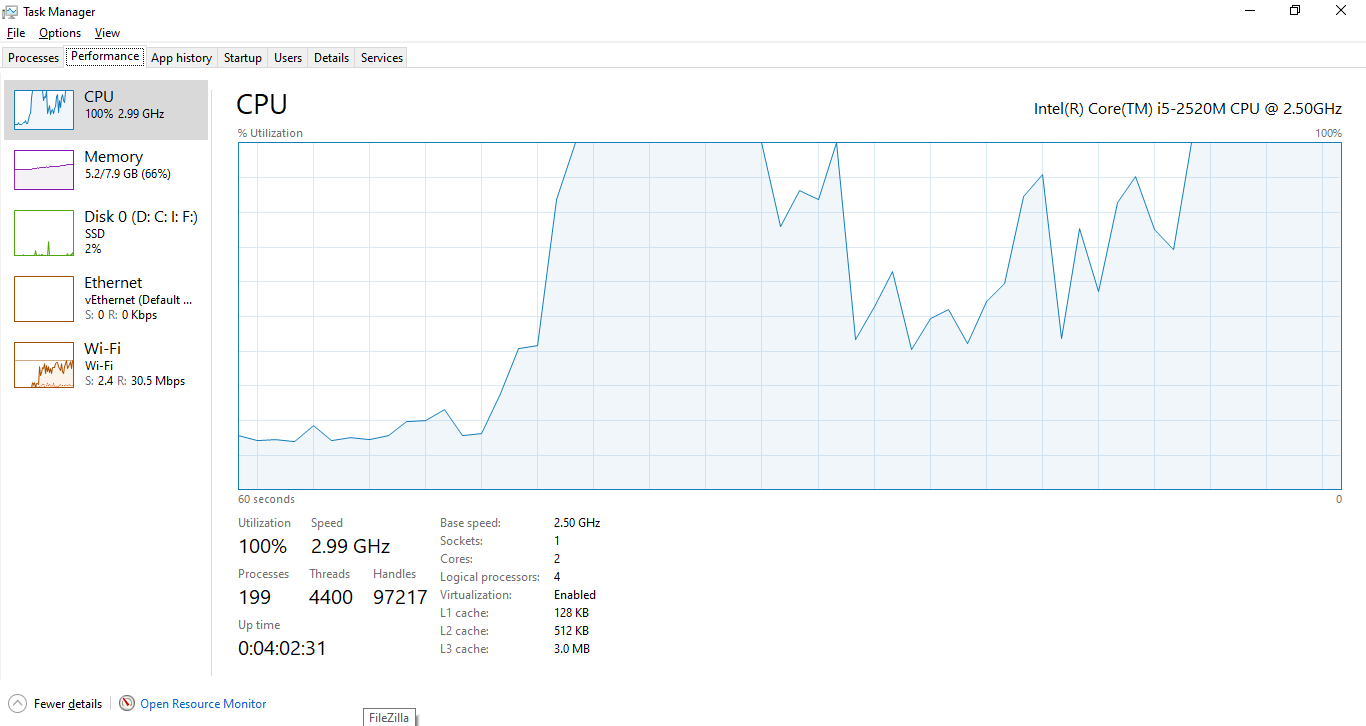 Task Manager
File Options View
Processes Performance App history Startup Users Details Services
CPU
100% 2.99 GHz
Memory
5.2/7.9 GB (66%)
Disk 0 (D: C: I: F:)
SSD
2%
Ethernet
vEthernet (Default ...
S: 0 R: 0 Kbps
Wi-Fi
Wi-Fi
S: 2.4 R: 30.5 Mbps
CPU
Intel(R) Core(TM) i5-2520M CPU @ 2.50GHz
% Utilization 100%
60 seconds 0
Utilization Speed
100% 2.99 GHz
Processes Threads Handles
199 4400 97217
Up time
0:04:02:31
Base speed: 2.50 GHz
Sockets: 1
Cores: 2
Logical processors: 4
Virtualization: Enabled
L1 cache: 128 KB
L2 cache: 512 KB
L3 cache: 3.0 MB
Fewer details Open Resource Monitor
FileZilla